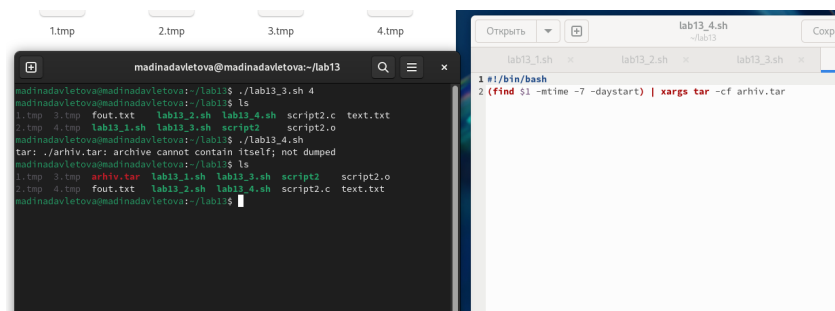 1.tmp 2.tmp 3.tmp 4.tmp
madinadavletova@madinadavletova:~/lab13
madinadavletova@madinadavletova:~/lab13$ ./lab13_3.sh 4
madinadavletova@madinadavletova:~/lab13$ ls
1.tmp 3.tmp fout.txt lab13_2.sh lab13_4.sh script2.c text.txt
2.tmp 4.tmp lab13_1.sh lab13_3.sh script2 script2.o
madinadavletova@madinadavletova:~/lab13$ ./lab13_4.sh
tar: ./arhiv.tar: archive cannot contain itself; not dumped
madinadavletova@madinadavletova:~/lab13$ ls
1.tmp 3.tmp arhiv.tar lab13_1.sh lab13_3.sh script2 script2.o
2.tmp 4.tmp fout.txt lab13_2.sh lab13_4.sh script2.c text.txt
madinadavletova@madinadavletova:~/lab13$
Открыть lab13_4.sh Сохр
~/lab13
lab13_1.sh × lab13_2.sh × lab13_3.sh ×
1 #!/bin/bash
2 (find $1 -mtime -7 -daystart) | xargs tar -cf arhiv.tar